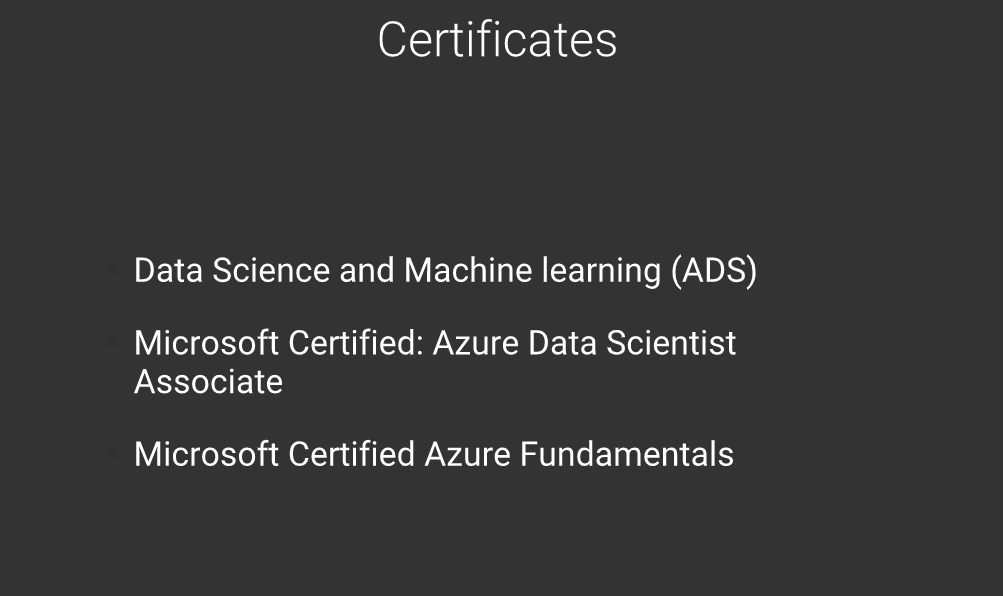 Certificates
Data Science and Machine learning (ADS)
Microsoft Certified: Azure Data Scientist
Associate
Microsoft Certified Azure Fundamentals